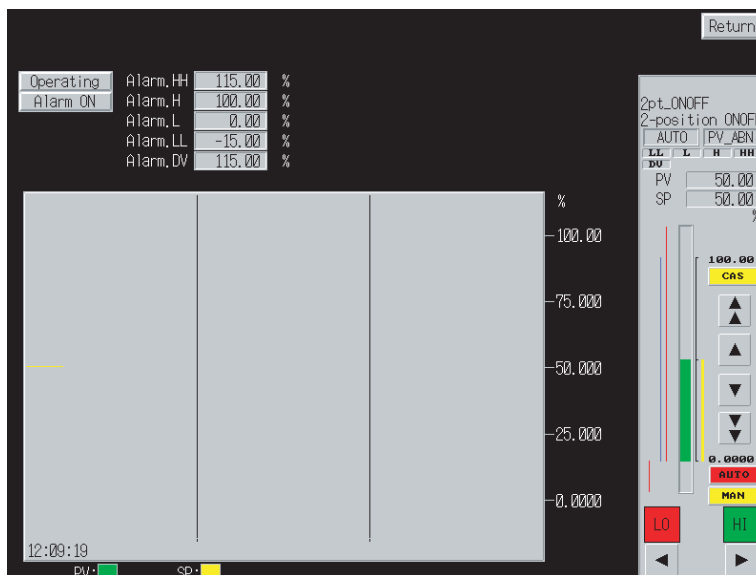 Return
Operating
Alarm ON
Alarm.HH 115.00 %
Alarm.H 100.00 %
Alarm.L 0.00 %
Alarm.LL -15.00 %
Alarm.DV 115.00 %
%
100.00
75.000
50.000
25.000
0.0000
12:09:19
PV SP
2pt_ONOFF
2-position ONOFF
AUTO PV_ABN
LL L H HH
DV
PV 50.00
SP 50.00
%
100.00
CAS
0.0000
AUTO
MAN
LO HI